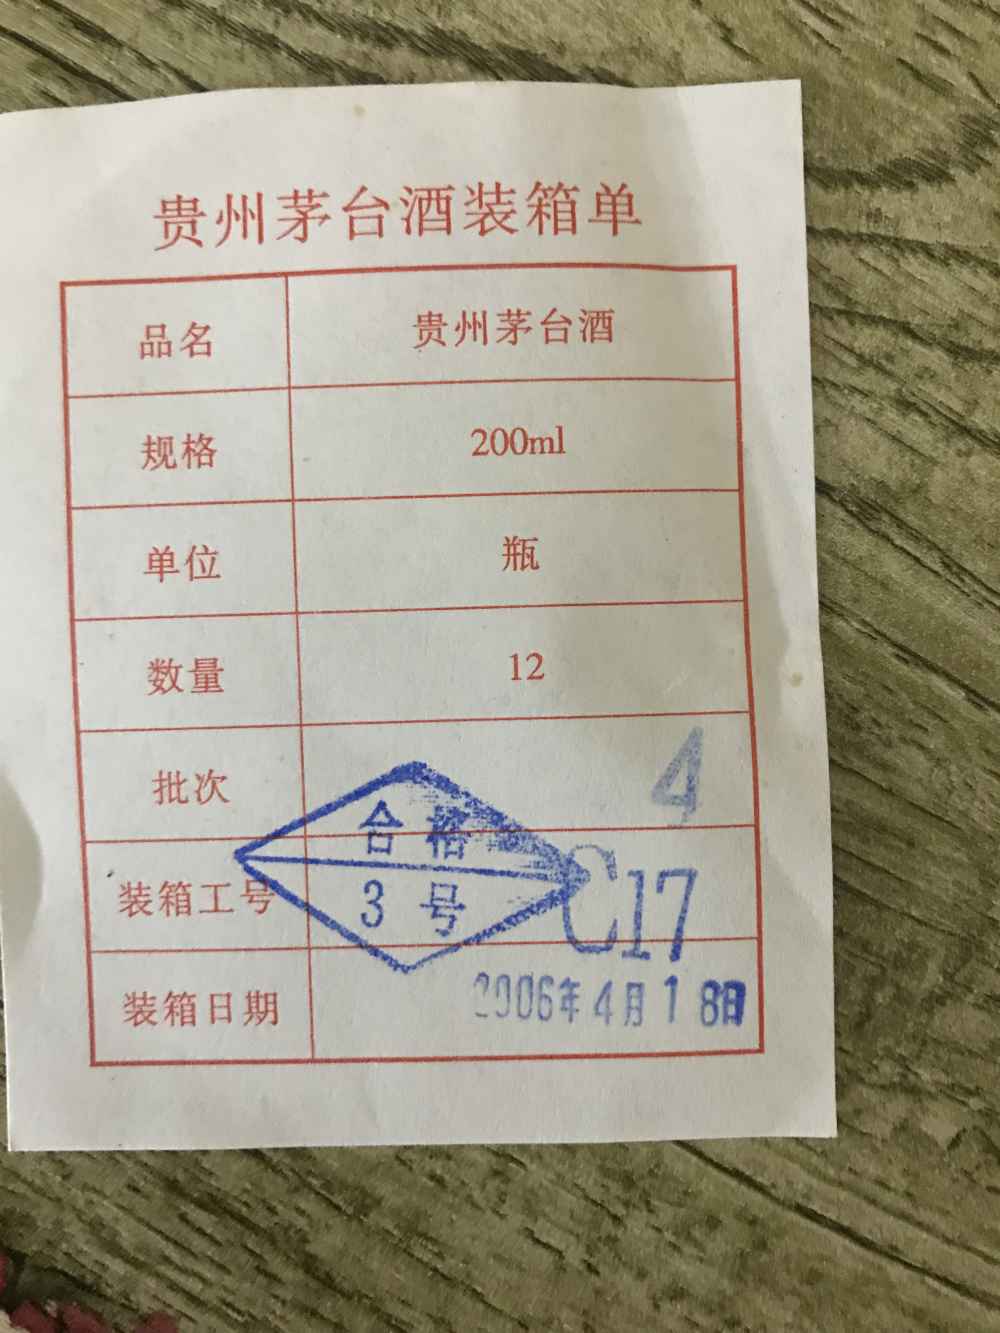 贵州茅台酒装箱单
品名 贵州茅台酒
规格 200ml
单位 瓶
数量 12
批次 4
合格
装箱工号 3号 C17
装箱日期 2006年4月18日